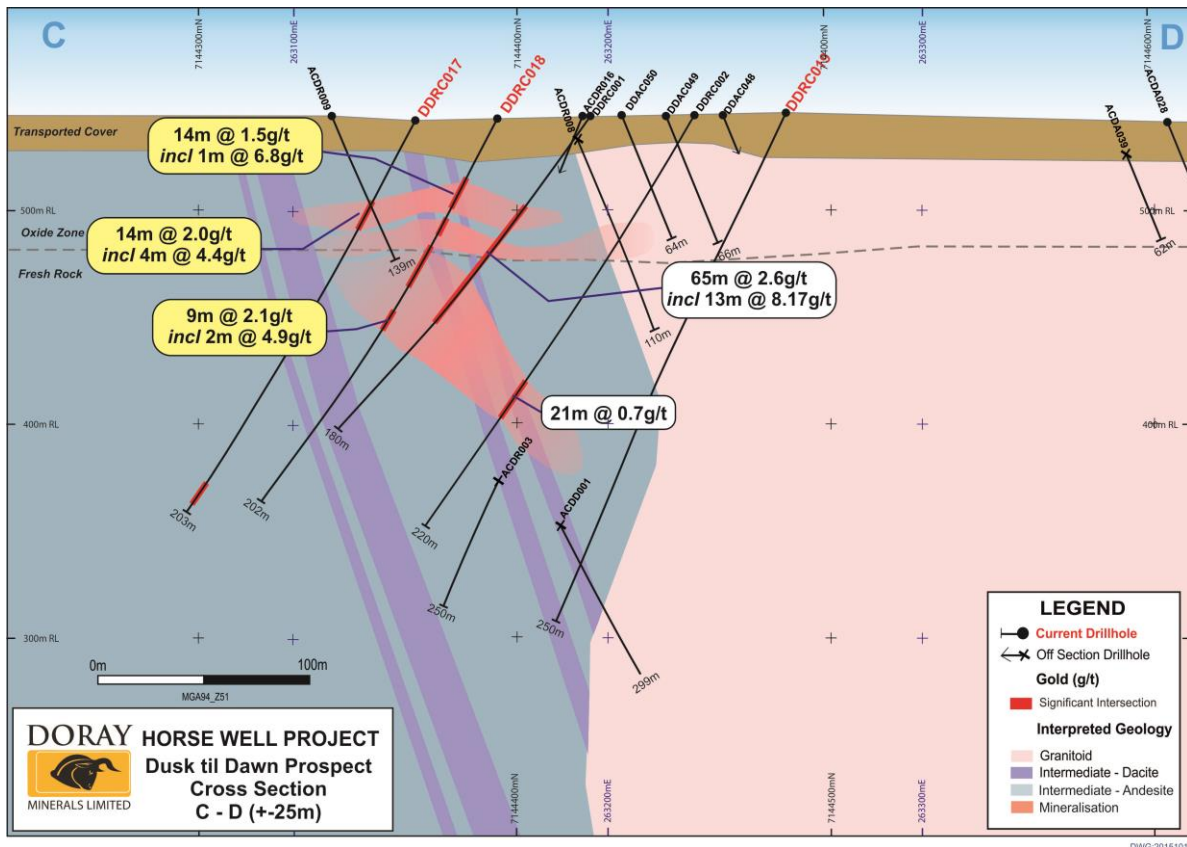 C
D
7144300mN
263100mE
7144400mN
263200mE
263300mE
7144600mN
ACDR009
DDRC017
DDRC018
ACDR008
ACDR016
DDRC001
DDAC050
DDAC049
DDRC002
DDAC048
ACDA039
ACDA028
Transported Cover
14m @ 1.5g/t
incl 1m @ 6.8g/t
500m RL
500m RL
Oxide Zone
Fresh Rock
14m @ 2.0g/t
incl 4m @ 4.4g/t
139m
64m
66m
62m
65m @ 2.6g/t
incl 13m @ 8.17g/t
9m @ 2.1g/t
incl 2m @ 4.9g/t
110m
21m @ 0.7g/t
400m RL
400m RL
180m
ACDR003
ACDD001
203m
202m
220m
250m
250m
299m
300m RL
0m
100m
MGA94_Z51
DORAY
MINERALS LIMITED
HORSE WELL PROJECT
Dusk til Dawn Prospect
Cross Section
C - D (+-25m)
7144400mN
263200mE
7144500mN
263300mE
LEGEND
Current Drillhole
Off Section Drillhole
Gold (g/t)
Significant Intersection
Interpreted Geology
Granitoid
Intermediate - Dacite
Intermediate - Andesite
Mineralisation